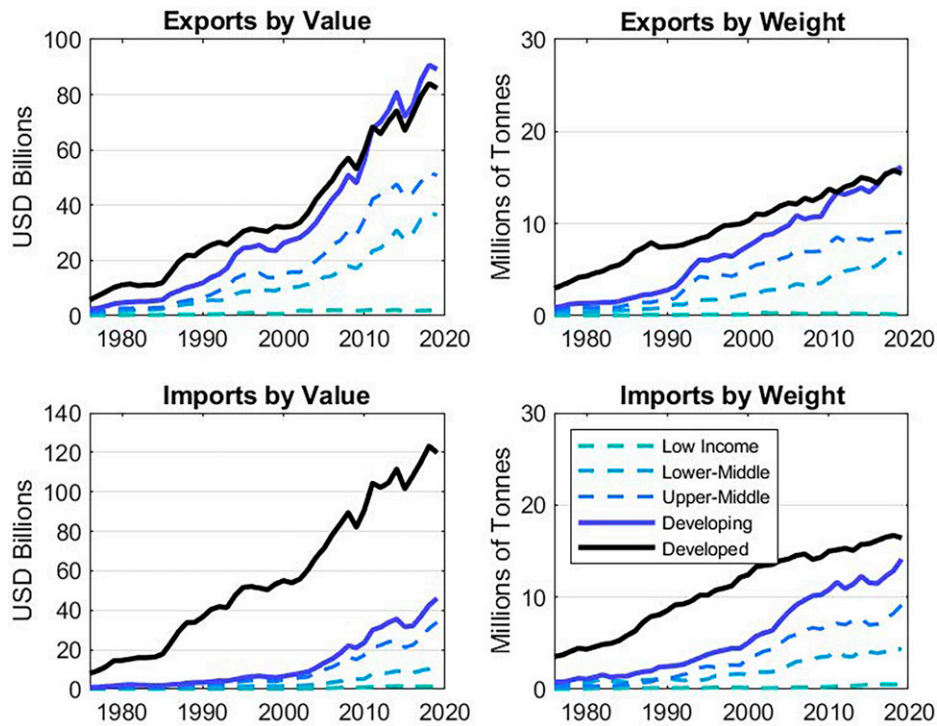 Exports by Value
100
80
60
40
20
0
USD Billions
1980 1990 2000 2010 2020
Exports by Weight
30
20
10
0
Millions of Tonnes
1980 1990 2000 2010 2020
Imports by Value
140
120
100
80
60
40
20
0
USD Billions
1980 1990 2000 2010 2020
Imports by Weight
30
20
10
0
Millions of Tonnes
Low Income
Lower-Middle
Upper-Middle
Developing
Developed
1980 1990 2000 2010 2020